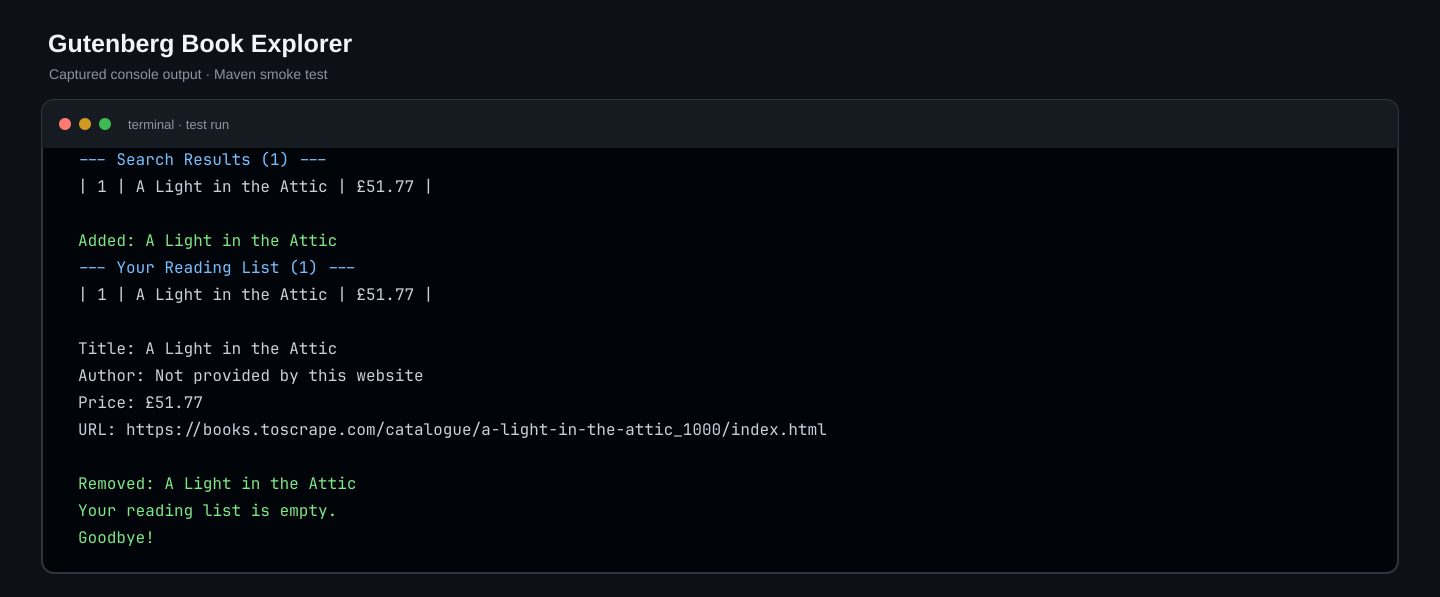 Gutenberg Book Explorer
Captured console output · Maven smoke test
terminal · test run
--- Search Results (1) ---
| 1 | A Light in the Attic | £51.77 |
Added: A Light in the Attic
--- Your Reading List (1) ---
| 1 | A Light in the Attic | £51.77 |
Title: A Light in the Attic
Author: Not provided by this website
Price: £51.77
URL: https://books.toscrape.com/catalogue/a-light-in-the-attic_1000/index.html
Removed: A Light in the Attic
Your reading list is empty.
Goodbye!